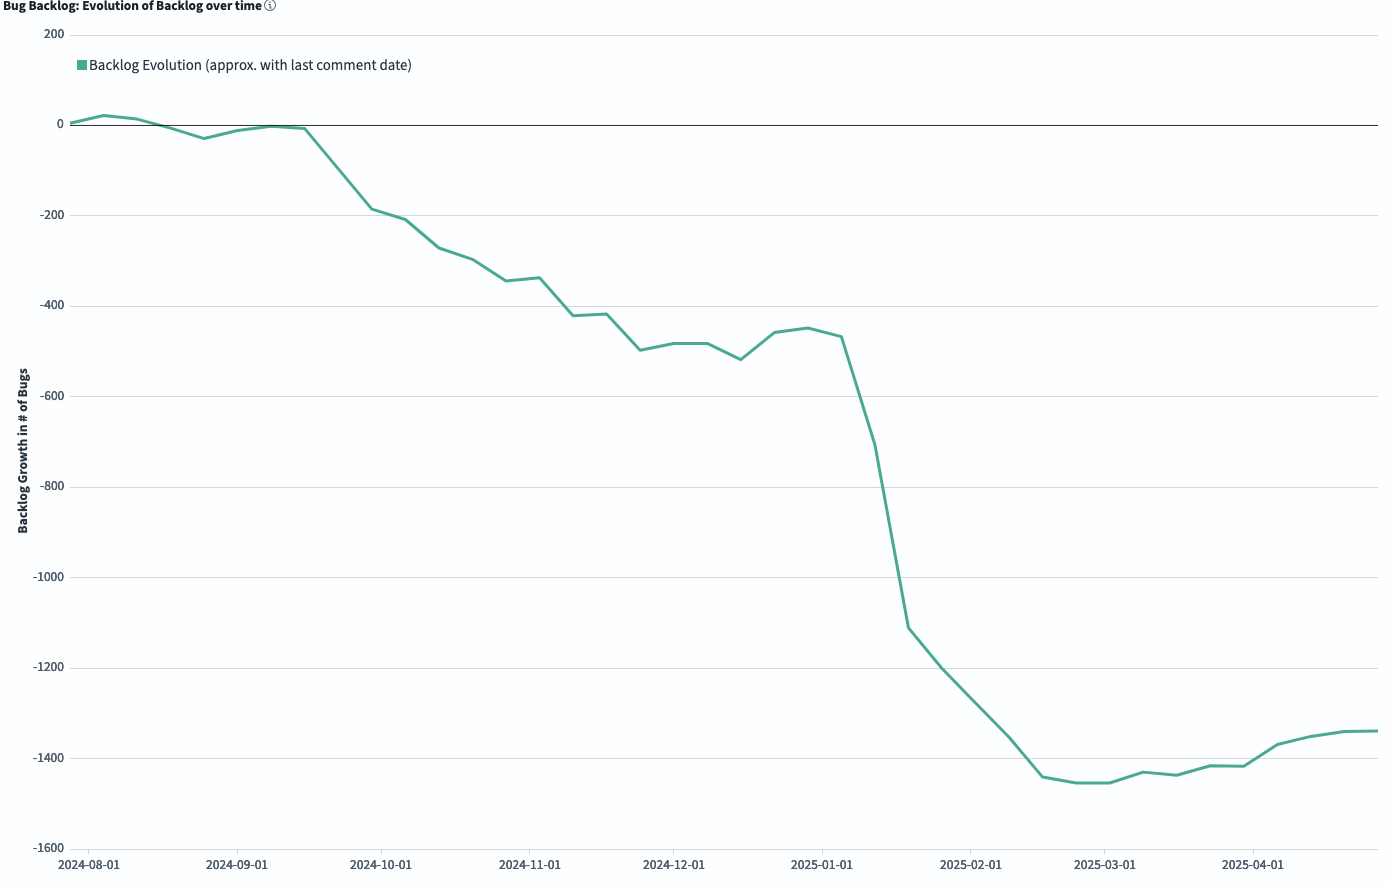 Bug Backlog: Evolution of Backlog over time ⓘ
200
Backlog Evolution (approx. with last comment date)
0
-200
-400
-600
-800
-1000
-1200
-1400
-1600
Backlog Growth in # of Bugs
2024-08-01 2024-09-01 2024-10-01 2024-11-01 2024-12-01 2025-01-01 2025-02-01 2025-03-01 2025-04-01